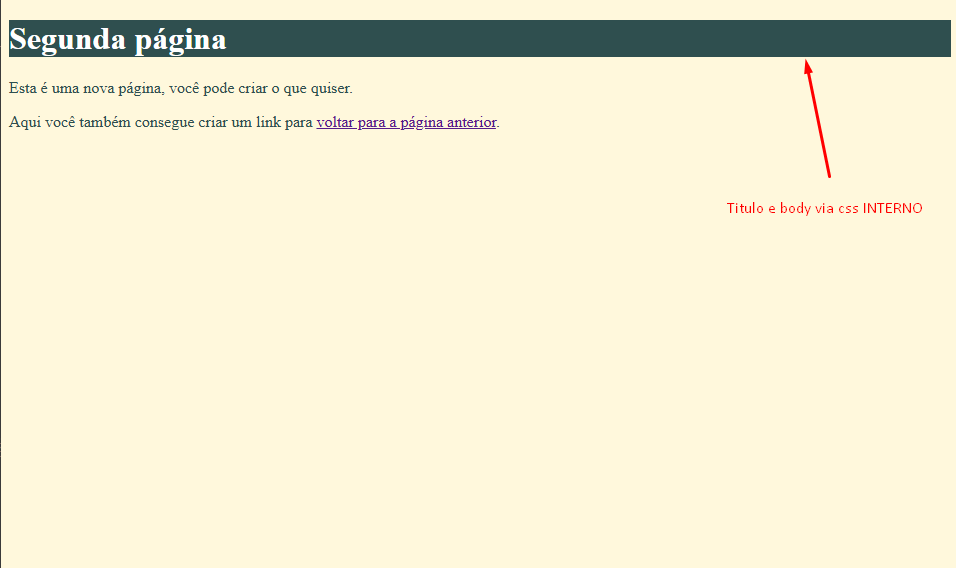 Segunda página
Esta é uma nova página, você pode criar o que quiser.
Aqui você também consegue criar um link para voltar para a página anterior.
Titulo e body via css INTERNO